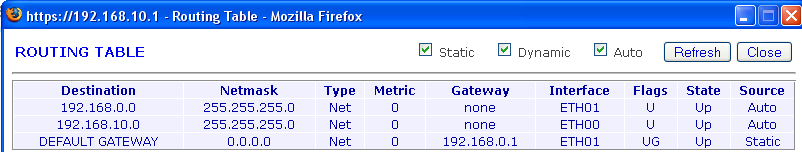 https://192.168.10.1 - Routing Table - Mozilla Firefox
ROUTING TABLE Static Dynamic Auto Refresh Close
Destination Netmask Type Metric Gateway Interface Flags State Source
192.168.0.0 255.255.255.0 Net 0 none ETH01 U Up Auto
192.168.10.0 255.255.255.0 Net 0 none ETH00 U Up Auto
DEFAULT GATEWAY 0.0.0.0 Net 0 192.168.0.1 ETH01 UG Up Static